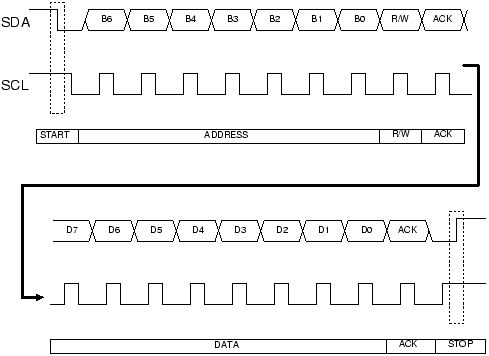 SDA B6 B5 B4 B3 B2 B1 B0 R/W ACK
SCL
START ADDRESS R/W ACK
D7 D6 D5 D4 D3 D2 D1 D0 ACK
DATA ACK STOP